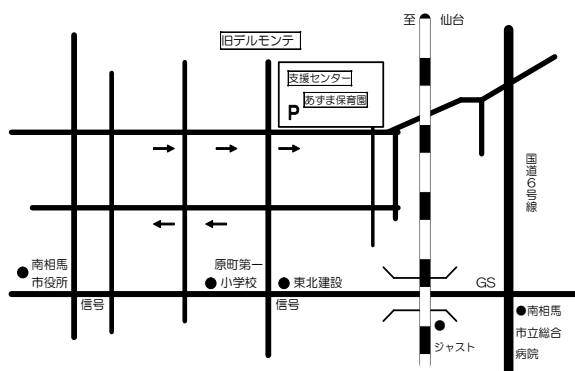 至 仙台
旧デルモンテ
支援センター
あずま保育園
P
国道6号線
南相馬
市役所
原町第一
小学校
東北建設
GS
信号
信号
ジャスト
南相馬
市立総合
病院